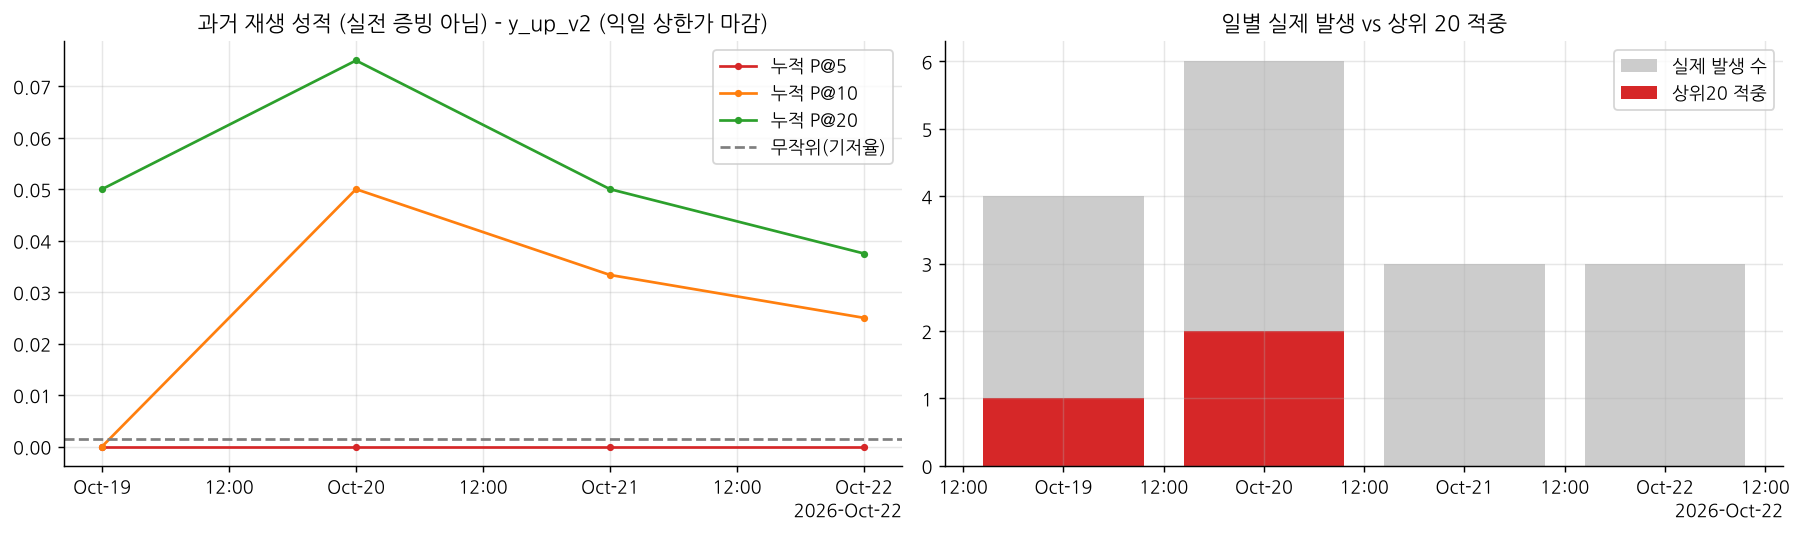 과거 재생 성적 (실전 증빙 아님) - y_up_v2 (익일 상한가 마감)
누적 P@5
누적 P@10
누적 P@20
무작위(기저율)
0.07
0.06
0.05
0.04
0.03
0.02
0.01
0.00
Oct-19
12:00
Oct-20
12:00
Oct-21
12:00
Oct-22
2026-Oct-22
일별 실제 발생 vs 상위 20 적중
실제 발생 수
상위20 적중
6
5
4
3
2
1
0
12:00
Oct-19
12:00
Oct-20
12:00
Oct-21
12:00
Oct-22
12:00
2026-Oct-22